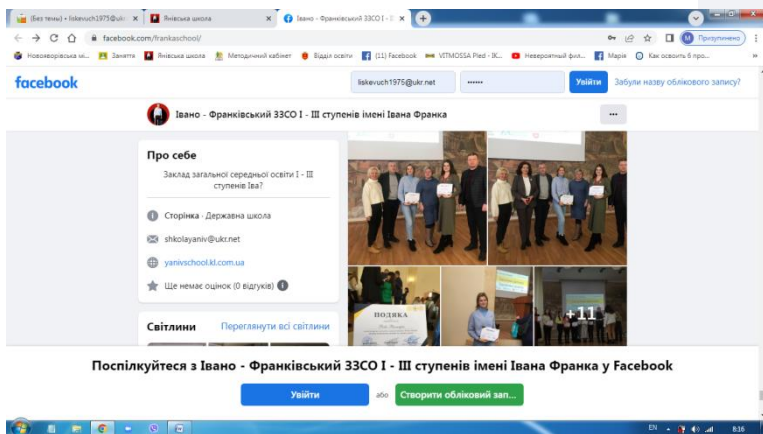 (Без теми) • liskevuch1975@ukr
Янівська школа
Івано - Франківський ЗЗСО І - ІІІ
facebook.com/frankaschool/
Призупинено
Новояворівська мі...
Заняття
Янівська школа
Методичний кабінет
Відділ освіти
(11) Facebook
VITMOSSA Pled - IK...
Невероятный фил...
Марія
Как освоить 6 про...
facebook
liskevuch1975@ukr.net
Увійти
Забули назву облікового запису?
Івано - Франківський ЗЗСО І - ІІІ ступенів імені Івана Франка
Про себе
Заклад загальної середньої освіти І - ІІІ
ступенів Іва?
Сторінка · Державна школа
shkolayaniv@ukr.net
yanivschool.kl.com.ua
Ще немає оцінок (0 відгуків)
Світлини
Переглянути всі світлини
ПОДЯКА
+11
Поспілкуйтеся з Івано - Франківський ЗЗСО І - ІІІ ступенів імені Івана Франка у Facebook
Увійти
або
Створити обліковий зап...
EN
8:16